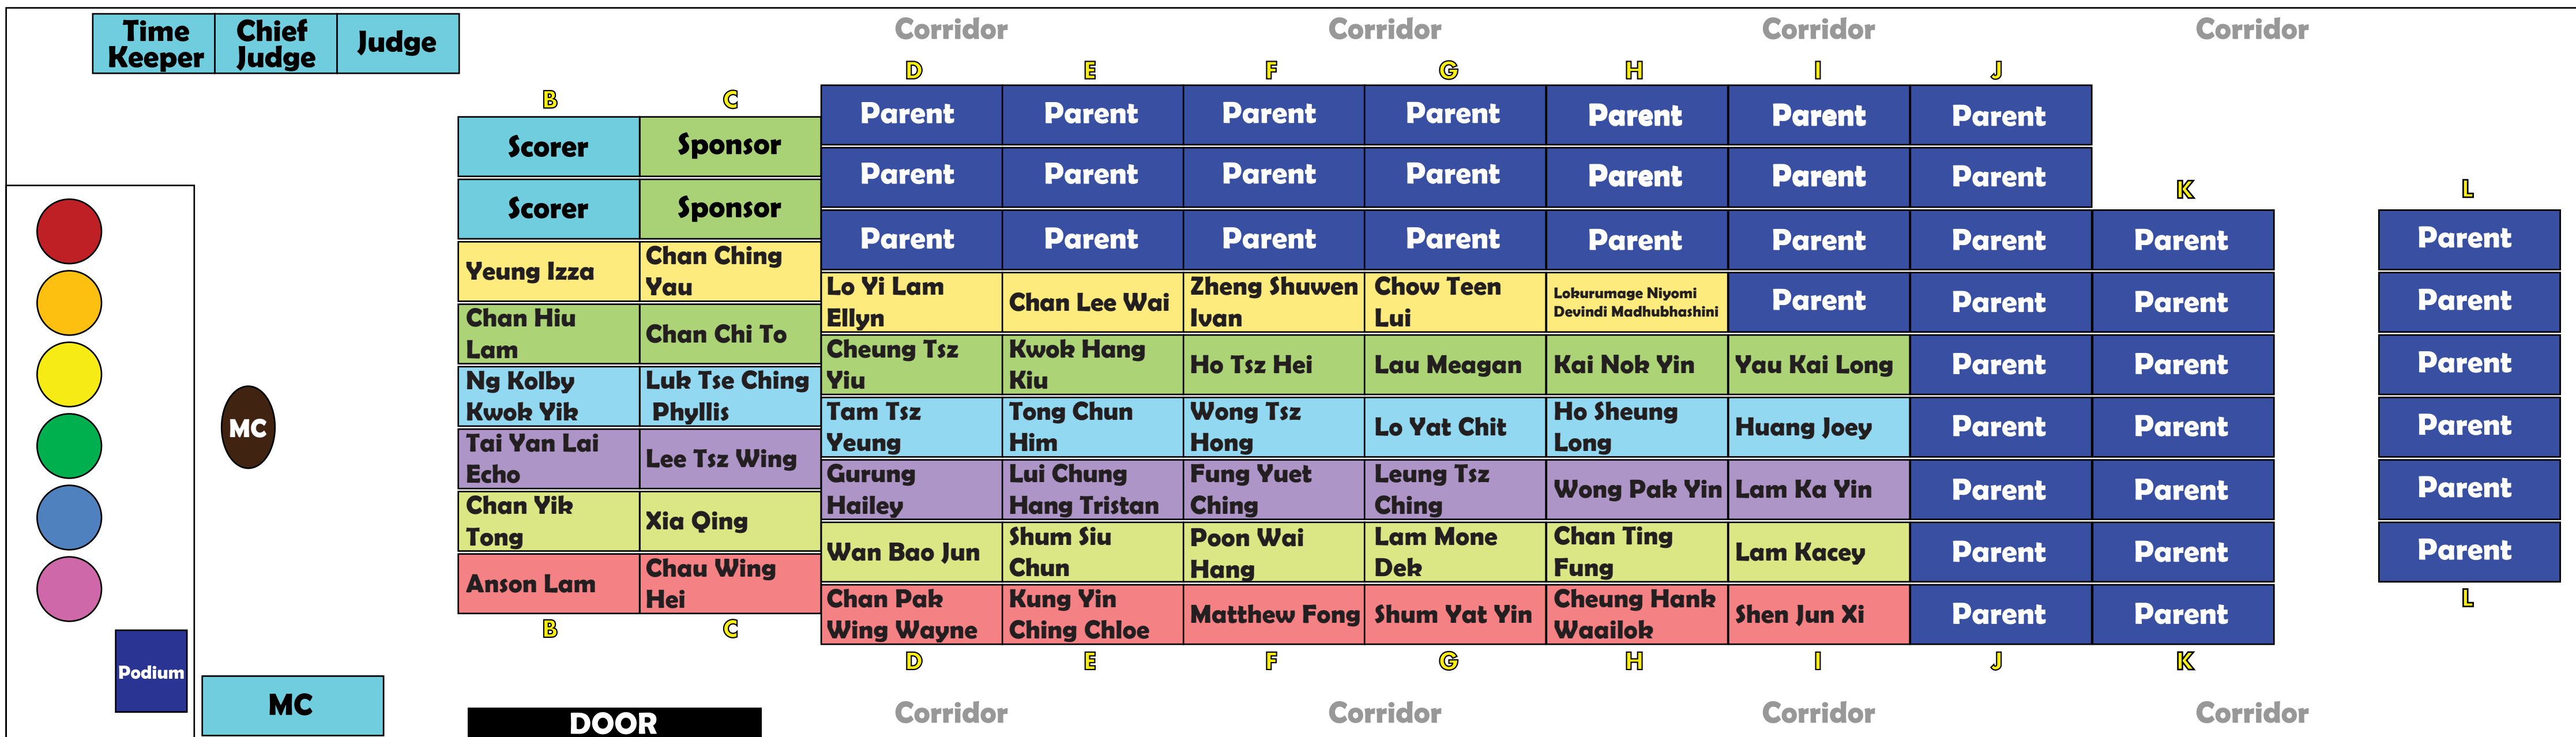 Time
Keeper
Chief
Judge
Judge
Corridor
Corridor
Corridor
Corridor
D
E
F
G
H
I
J
B
C
Parent
Parent
Parent
Parent
Parent
Parent
Parent
Scorer
Sponsor
Parent
Parent
Parent
Parent
Parent
Parent
Parent
K
L
Scorer
Sponsor
Parent
Parent
Parent
Parent
Parent
Parent
Parent
Parent
Parent
Yeung Izza
Chan Ching
Yau
Lo Yi Lam
Ellyn
Chan Lee Wai
Zheng Shuwen
Ivan
Chow Teen
Lui
Lokurumage Niyomi
Devindi Madhubhashini
Parent
Parent
Parent
Parent
Chan Hiu
Lam
Chan Chi To
Cheung Tsz
Yiu
Kwok Hang
Kiu
Ho Tsz Hei
Lau Meagan
Kai Nok Yin
Yau Kai Long
Parent
Parent
Parent
Ng Kolby
Kwok Yik
Luk Tse Ching
Phyllis
Tam Tsz
Yeung
Tong Chun
Him
Wong Tsz
Hong
Lo Yat Chit
Ho Sheung
Long
Huang Joey
Parent
Parent
Parent
MC
Tai Yan Lai
Echo
Lee Tsz Wing
Gurung
Hailey
Lui Chung
Hang Tristan
Fung Yuet
Ching
Leung Tsz
Ching
Wong Pak Yin
Lam Ka Yin
Parent
Parent
Parent
Chan Yik
Tong
Xia Qing
Wan Bao Jun
Shum Siu
Chun
Poon Wai
Hang
Lam Mone
Dek
Chan Ting
Fung
Lam Kacey
Parent
Parent
Parent
Anson Lam
Chau Wing
Hei
Chan Pak
Wing Wayne
Kung Yin
Ching Chloe
Matthew Fong
Shum Yat Yin
Cheung Hank
Waailok
Shen Jun Xi
Parent
Parent
L
B
C
D
E
F
G
H
I
J
K
Podium
MC
DOOR
Corridor
Corridor
Corridor
Corridor